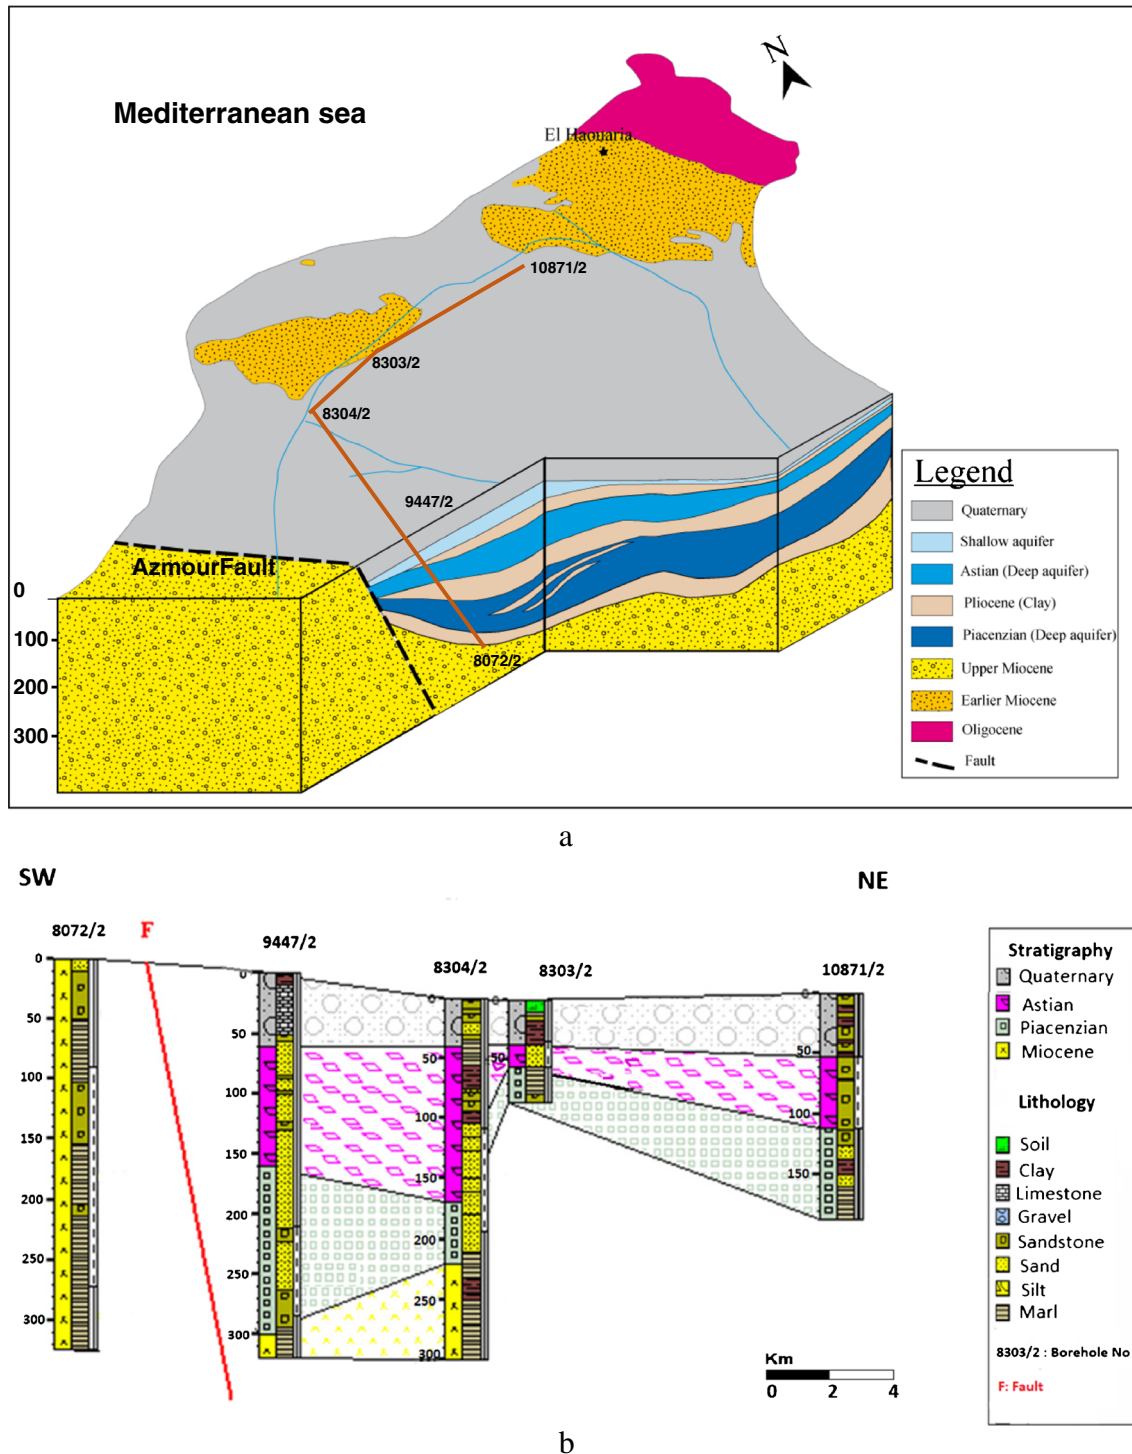 N
Mediterranean sea
El Haouaria
10871/2
8303/2
8304/2
9447/2
AzmourFault
8072/2
0
100
200
300
Legend
Quaternary
Shallow aquifer
Astian (Deep aquifer)
Pliocene (Clay)
Piacenzian (Deep aquifer)
Upper Miocene
Earlier Miocene
Oligocene
Fault
a
SW
NE
8072/2
F
9447/2
8304/2
8303/2
10871/2
0
50
100
150
200
250
300
0
50
100
150
200
250
300
0
50
100
150
200
250
300
0
50
0
50
100
150
Km
0 2 4
Stratigraphy
Quaternary
Astian
Piacenzian
Miocene
Lithology
Soil
Clay
Limestone
Gravel
Sandstone
Sand
Silt
Marl
8303/2 : Borehole No
F: Fault
b